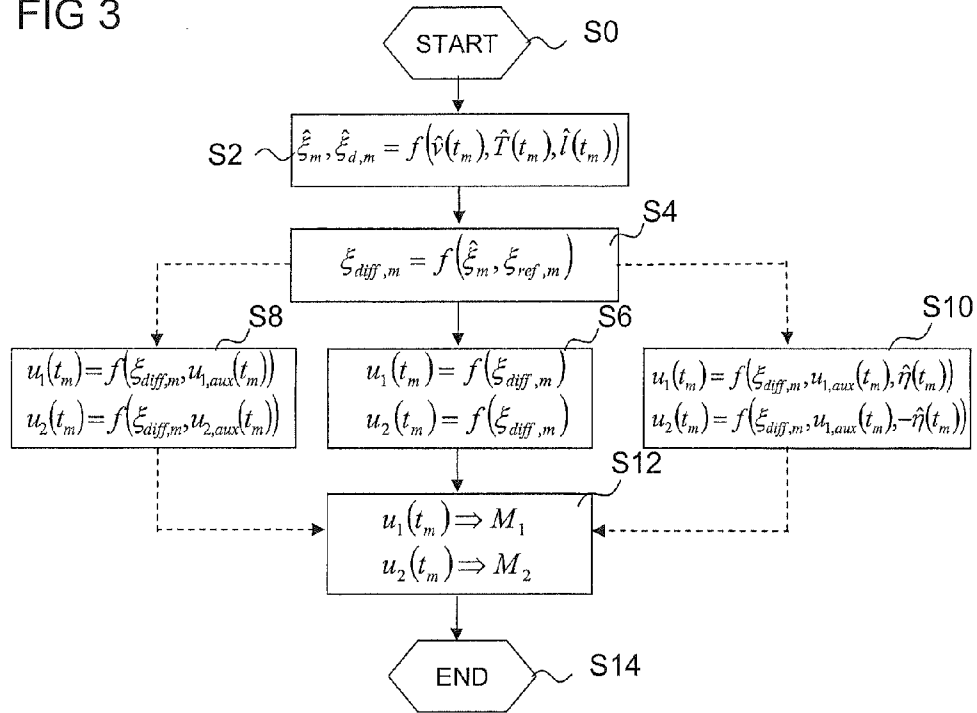 FIG 3
START
S0
S2
ξ̂_m, ξ̂_{d,m} = f(v̂(t_m), T̂(t_m), l̂(t_m))
S4
ξ_{diff,m} = f(ξ̂_m, ξ_{ref,m})
S8
u_1(t_m) = f(ξ_{diff,m}, u_{1,aux}(t_m))
u_2(t_m) = f(ξ_{diff,m}, u_{2,aux}(t_m))
S6
u_1(t_m) = f(ξ_{diff,m})
u_2(t_m) = f(ξ_{diff,m})
S10
u_1(t_m) = f(ξ_{diff,m}, u_{1,aux}(t_m), η̂(t_m))
u_2(t_m) = f(ξ_{diff,m}, u_{1,aux}(t_m), -η̂(t_m))
S12
u_1(t_m) ⇒ M_1
u_2(t_m) ⇒ M_2
END
S14